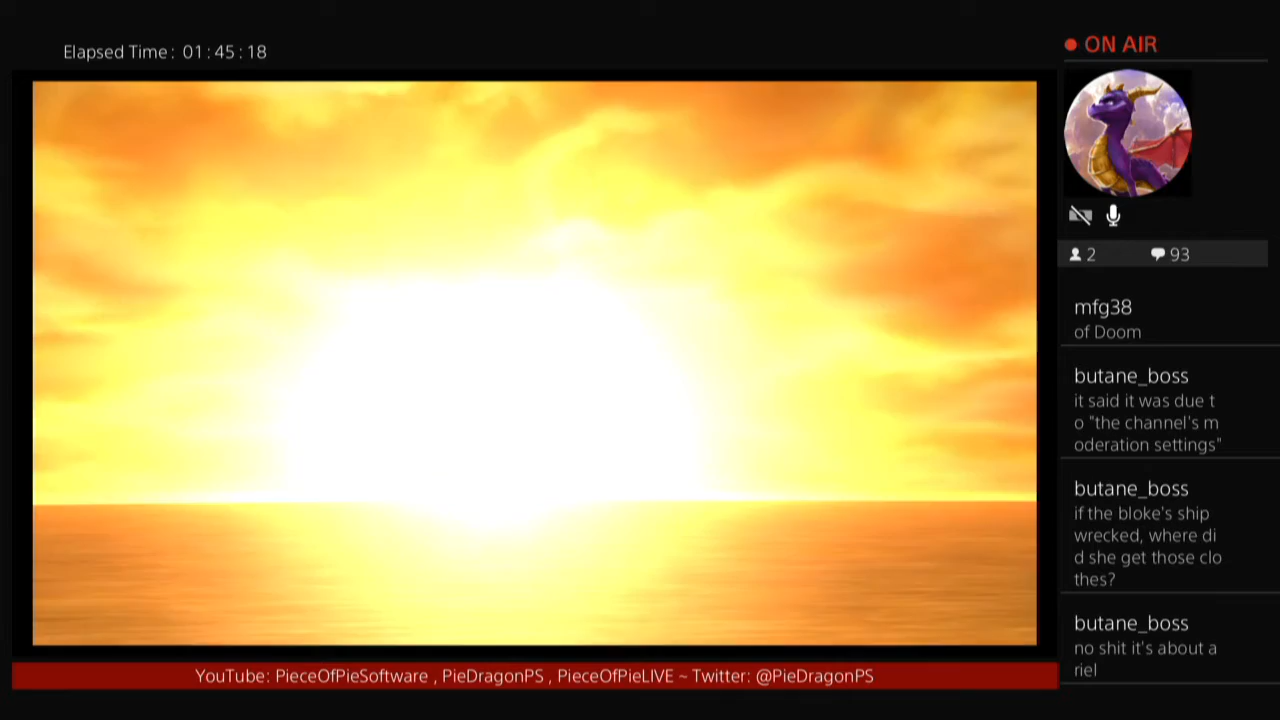 Elapsed Time: 01:45:18
ON AIR
2
93
mfg38
of Doom
butane_boss
it said it was due t
o "the channel's m
oderation settings"
butane_boss
if the bloke's ship
wrecked, where di
d she get those clo
thes?
butane_boss
no shit it's about a
riel
YouTube: PieceOfPieSoftware , PieDragonPS , PieceOfPieLIVE ~ Twitter: @PieDragonPS